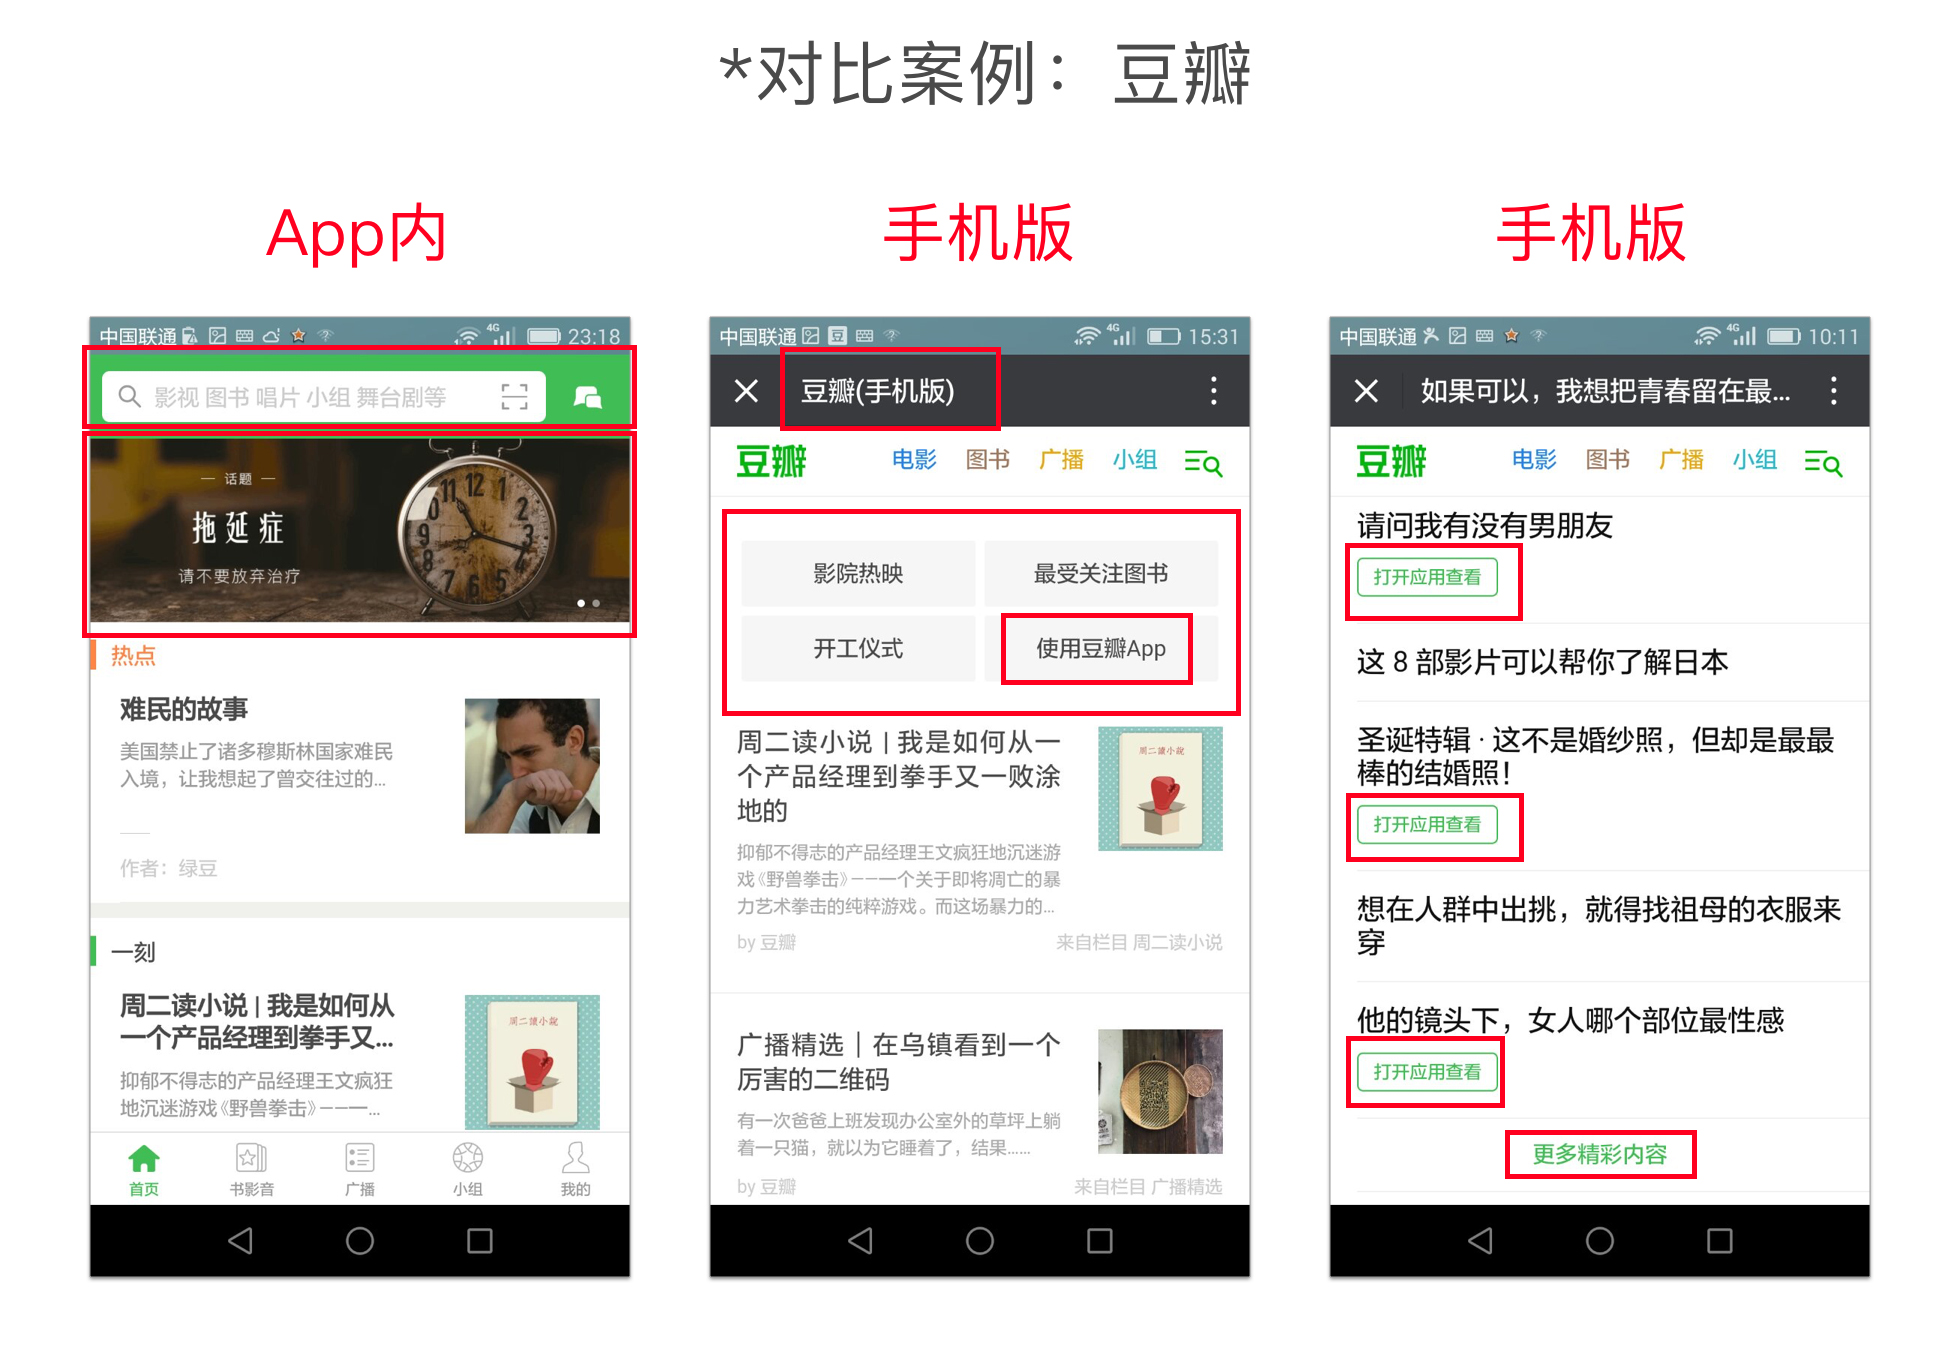 *对比案例：豆瓣
App内
手机版
手机版
中国联通
4G
23:18
影视 图书 唱片 小组 舞台剧等
— 话题 —
拖延症
请不要放弃治疗
热点
难民的故事
美国禁止了诸多穆斯林国家难民
入境，让我想起了曾交往过的...
作者：绿豆
一刻
周二读小说 | 我是如何从
一个产品经理到拳手又...
抑郁不得志的产品经理王文疯狂
地沉迷游戏《野兽拳击》——一...
周二读小说
首页
书影音
广播
小组
我的
中国联通
豆
4G
15:31
豆瓣(手机版)
豆瓣
电影
图书
广播
小组
影院热映
最受关注图书
开工仪式
使用豆瓣App
周二读小说 | 我是如何从一
个产品经理到拳手又一败涂
地的
抑郁不得志的产品经理王文疯狂地沉迷游
戏《野兽拳击》——一个关于即将凋亡的暴
力艺术拳击的纯粹游戏。而这场暴力的...
by 豆瓣
来自栏目 周二读小说
周二读小说
广播精选｜在乌镇看到一个
厉害的二维码
有一次爸爸上班发现办公室外的草坪上躺
着一只猫，就以为它睡着了，结果......
by 豆瓣
来自栏目 广播精选
中国联通
4G
10:11
如果可以，我想把青春留在最...
豆瓣
电影
图书
广播
小组
请问我有没有男朋友
打开应用查看
这 8 部影片可以帮你了解日本
圣诞特辑 · 这不是婚纱照，但却是最最
棒的结婚照！
打开应用查看
想在人群中出挑，就得找祖母的衣服来
穿
他的镜头下，女人哪个部位最性感
打开应用查看
更多精彩内容